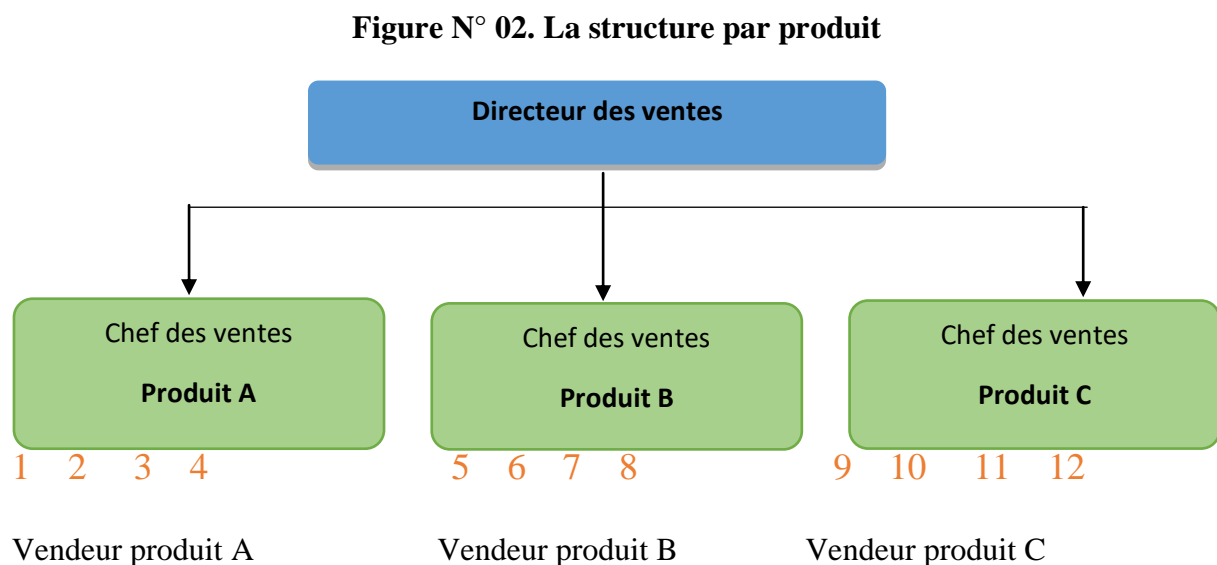 Figure N° 02. La structure par produit
Directeur des ventes
Chef des ventes
Produit A
Chef des ventes
Produit B
Chef des ventes
Produit C
1 2 3 4
5 6 7 8
9 10 11 12
Vendeur produit A
Vendeur produit B
Vendeur produit C